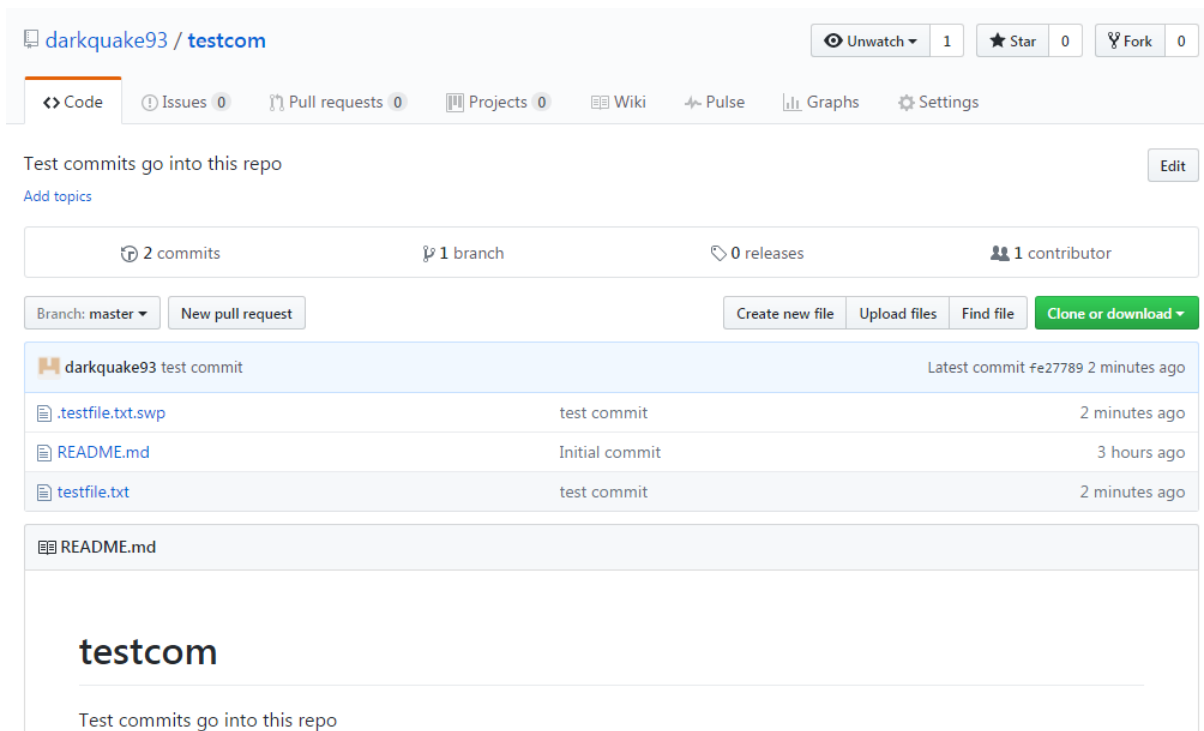 darkquake93 / testcom Unwatch 1 Star 0 Fork 0
Code Issues 0 Pull requests 0 Projects 0 Wiki Pulse Graphs Settings
Test commits go into this repo Edit
Add topics
2 commits 1 branch 0 releases 1 contributor
Branch: master New pull request Create new file Upload files Find file Clone or download
darkquake93 test commit Latest commit fe27789 2 minutes ago
.testfile.txt.swp test commit 2 minutes ago
README.md Initial commit 3 hours ago
testfile.txt test commit 2 minutes ago
README.md
testcom
Test commits go into this repo